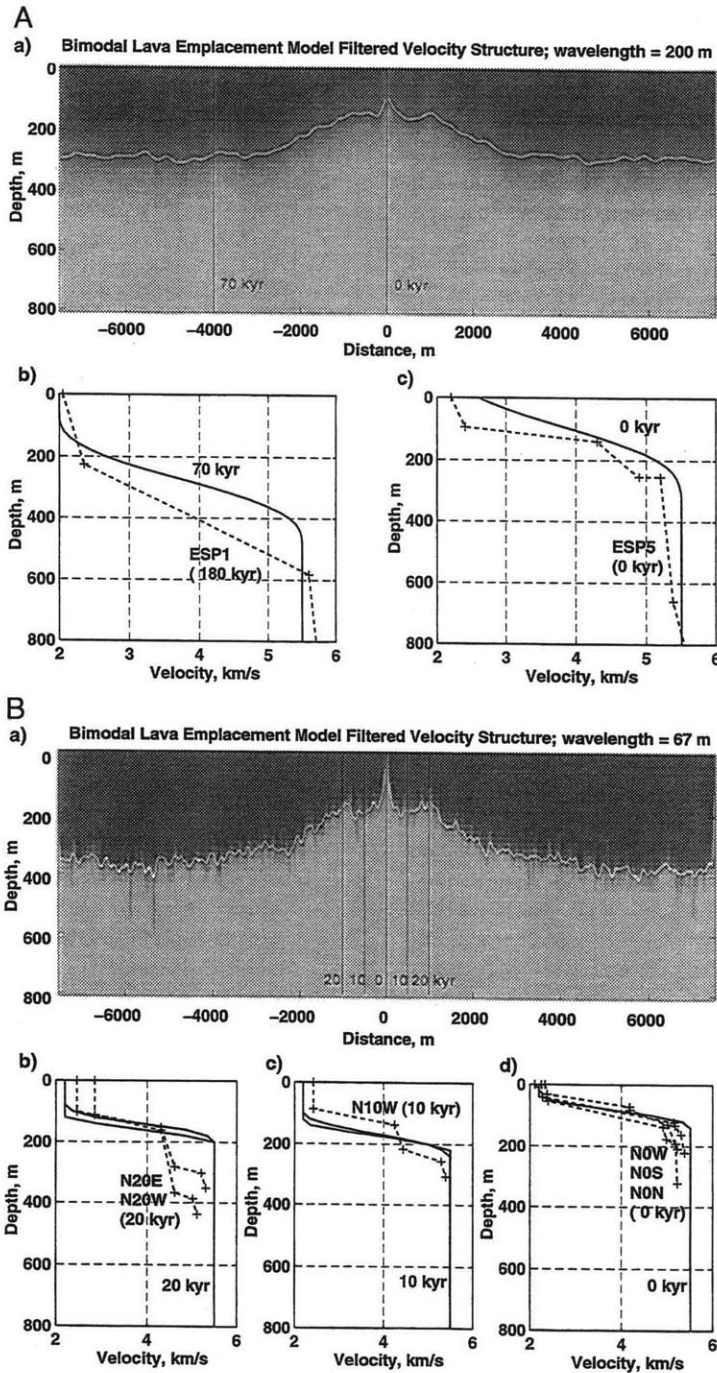 A
a) Bimodal Lava Emplacement Model Filtered Velocity Structure; wavelength = 200 m
0
200
400
600
800
Depth, m
70 kyr
0 kyr
−6000 −4000 −2000 0 2000 4000 6000
Distance, m
b)
0
200
400
600
800
Depth, m
70 kyr
ESP1
( 180 kyr)
2 3 4 5 6
Velocity, km/s
c)
0
200
400
600
800
Depth, m
0 kyr
ESP5
(0 kyr)
2 3 4 5 6
Velocity, km/s
B
a) Bimodal Lava Emplacement Model Filtered Velocity Structure; wavelength = 67 m
0
200
400
600
800
Depth, m
20 10 0 10 20 kyr
−6000 −4000 −2000 0 2000 4000 6000
Distance, m
b)
0
200
400
600
800
Depth, m
N20E
N20W
(20 kyr)
20 kyr
2 4 6
Velocity, km/s
c)
0
200
400
600
800
Depth, m
N10W (10 kyr)
10 kyr
2 4 6
Velocity, km/s
d)
0
200
400
600
800
Depth, m
N0W
N0S
N0N
( 0 kyr)
0 kyr
2 4 6
Velocity, km/s